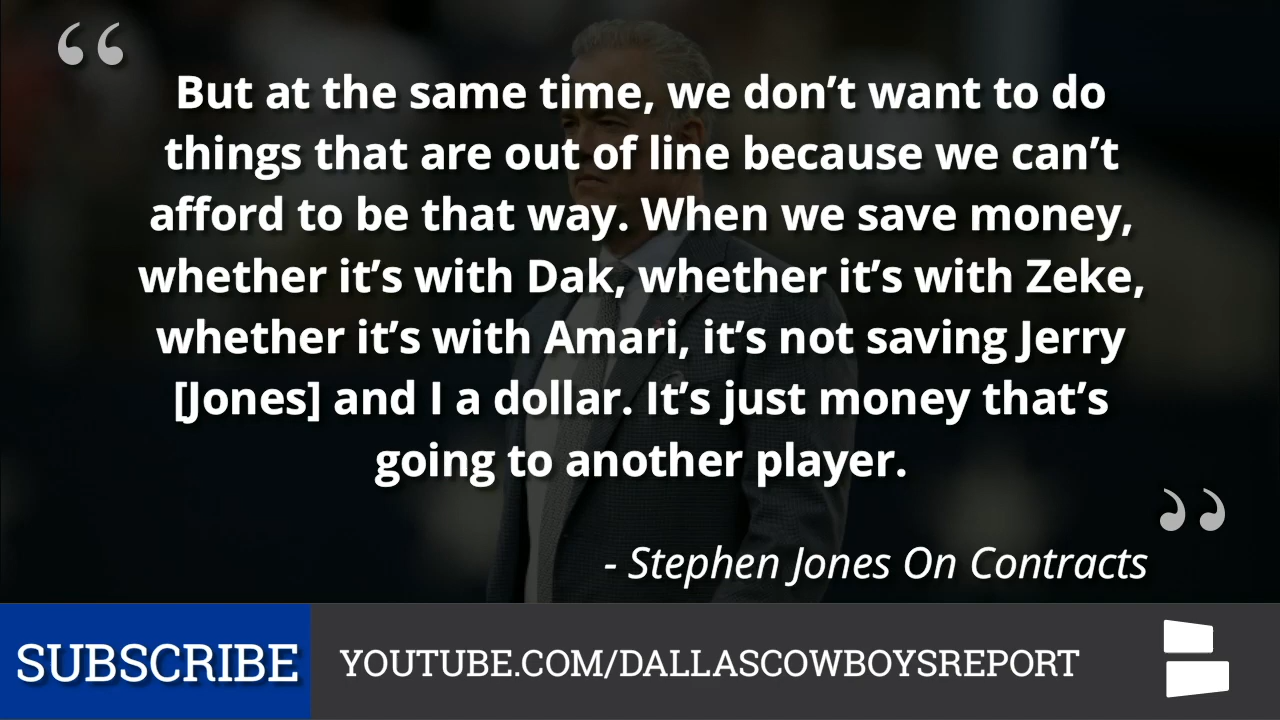 “
But at the same time, we don’t want to do
things that are out of line because we can’t
afford to be that way. When we save money,
whether it’s with Dak, whether it’s with Zeke,
whether it’s with Amari, it’s not saving Jerry
[Jones] and I a dollar. It’s just money that’s
going to another player.
”
- Stephen Jones On Contracts
SUBSCRIBE
YOUTUBE.COM/DALLASCOWBOYSREPORT